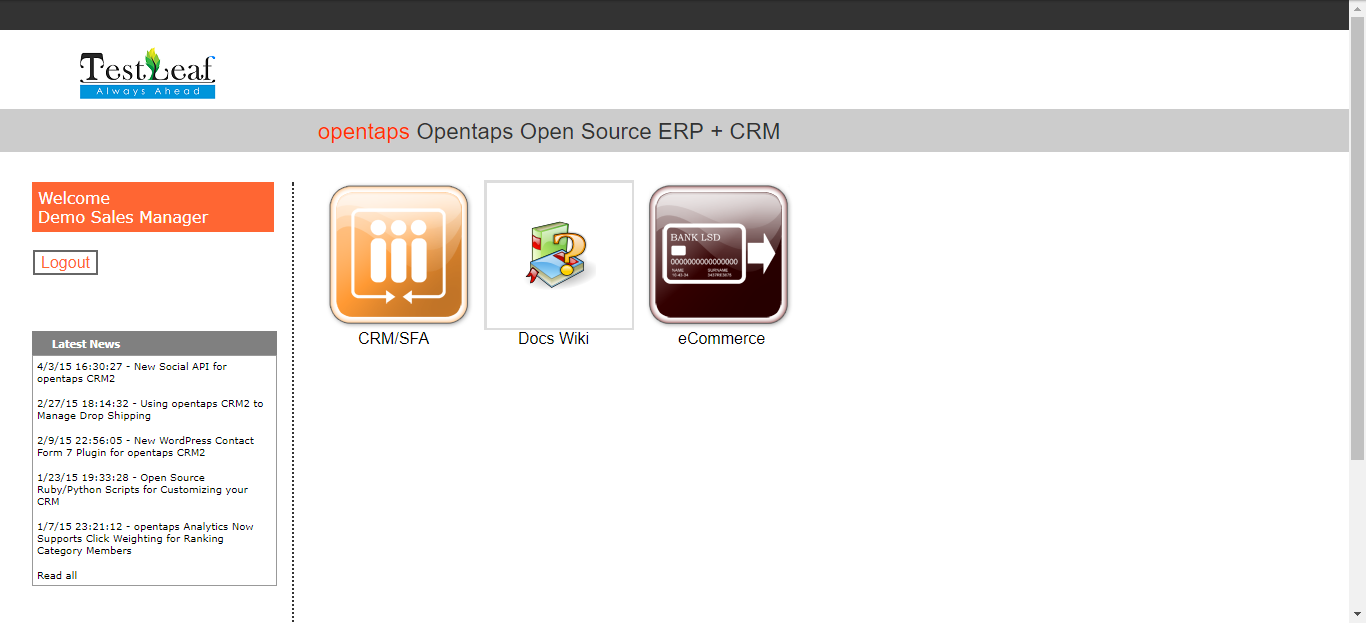 TestLeaf
Always Ahead
opentaps Opentaps Open Source ERP + CRM
Welcome
Demo Sales Manager
Logout
BANK LSD
0000000000000000
NAME SURNAME
CRM/SFA
Docs Wiki
eCommerce
Latest News
4/3/15 16:30:27 - New Social API for
opentaps CRM2
2/27/15 18:14:32 - Using opentaps CRM2 to
Manage Drop Shipping
2/9/15 22:56:05 - New WordPress Contact
Form 7 Plugin for opentaps CRM2
1/23/15 19:33:28 - Open Source
Ruby/Python Scripts for Customizing your
CRM
1/7/15 23:21:12 - opentaps Analytics Now
Supports Click Weighting for Ranking
Category Members
Read all